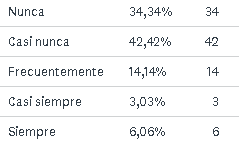 Nunca 34,34% 34
Casi nunca 42,42% 42
Frecuentemente 14,14% 14
Casi siempre 3,03% 3
Siempre 6,06% 6